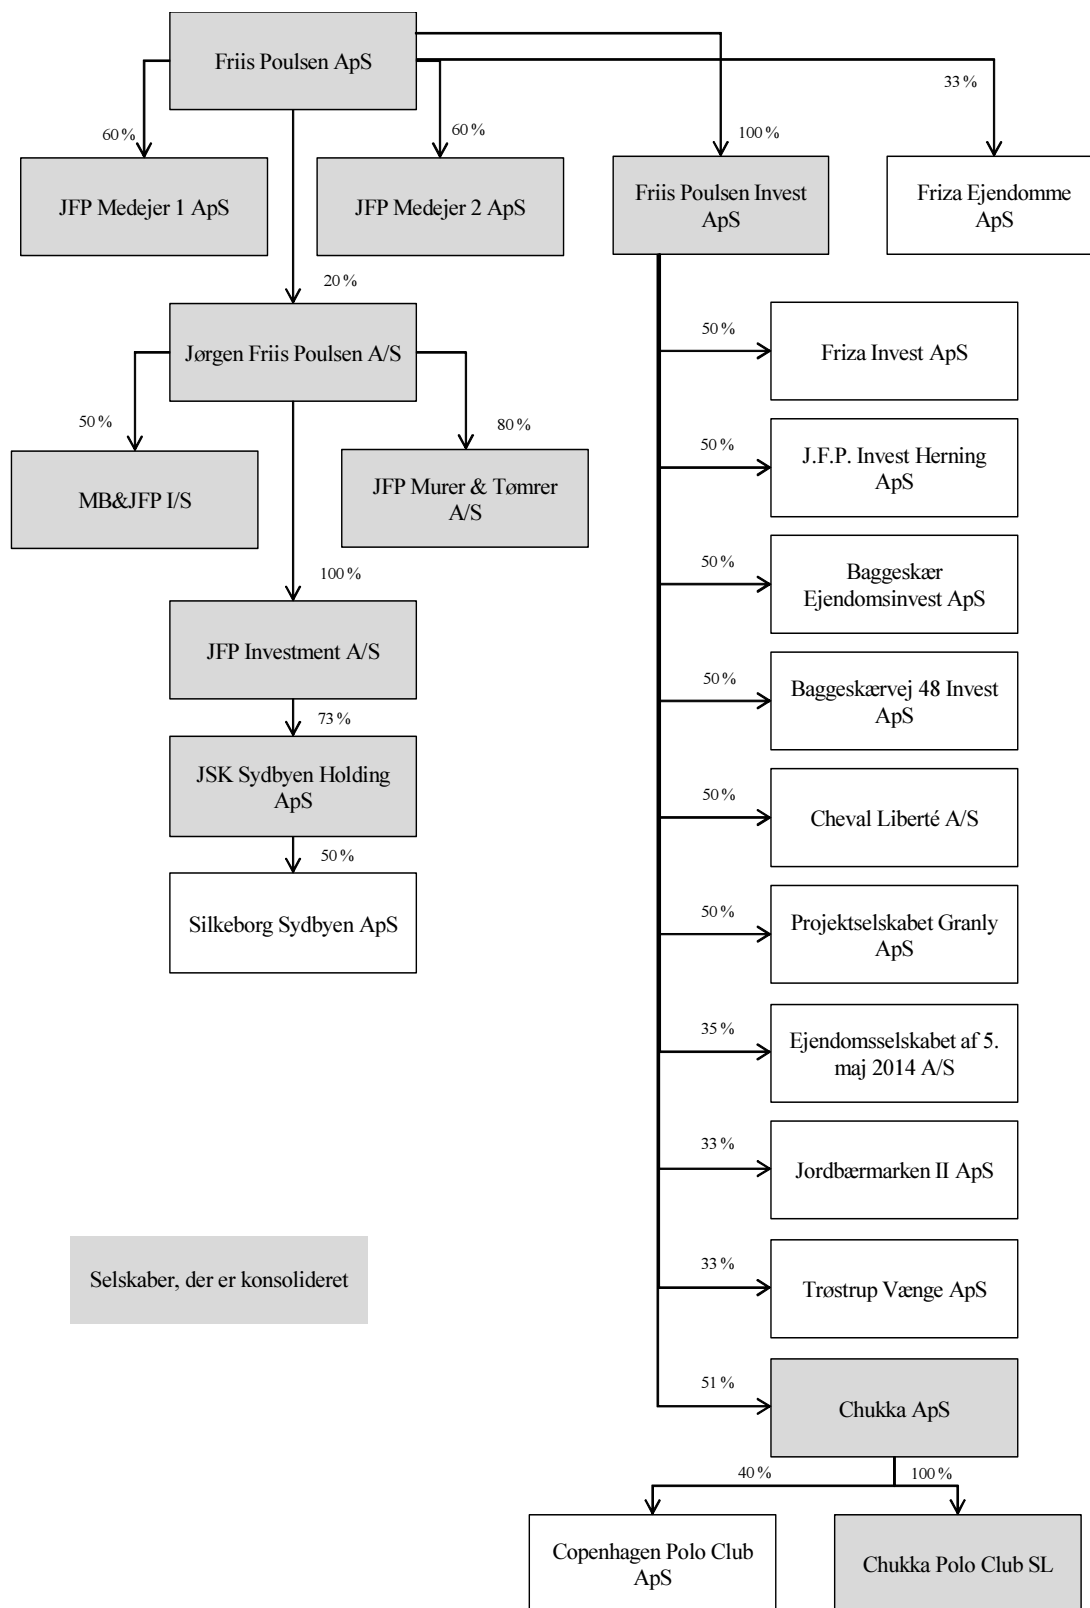 Friis Poulsen ApS
33%
60%
60%
100%
JFP Medejer 1 ApS
JFP Medejer 2 ApS
Friis Poulsen Invest
ApS
Friza Ejendomme
ApS
20%
Jørgen Friis Poulsen A/S
50%
80%
MB&JFP I/S
JFP Murer & Tømrer
A/S
100%
JFP Investment A/S
73%
JSK Sydbyen Holding
ApS
50%
Silkeborg Sydbyen ApS
50%
Friza Invest ApS
50%
J.F.P. Invest Herning
ApS
50%
Baggeskær
Ejendomsinvest ApS
50%
Baggeskærvej 48 Invest
ApS
50%
Cheval Liberté A/S
50%
Projektselskabet Granly
ApS
35%
Ejendomsselskabet af 5.
maj 2014 A/S
33%
Jordbærmarken II ApS
33%
Trøstrup Vænge ApS
51%
Chukka ApS
40%
100%
Copenhagen Polo Club
ApS
Chukka Polo Club SL
Selskaber, der er konsolideret